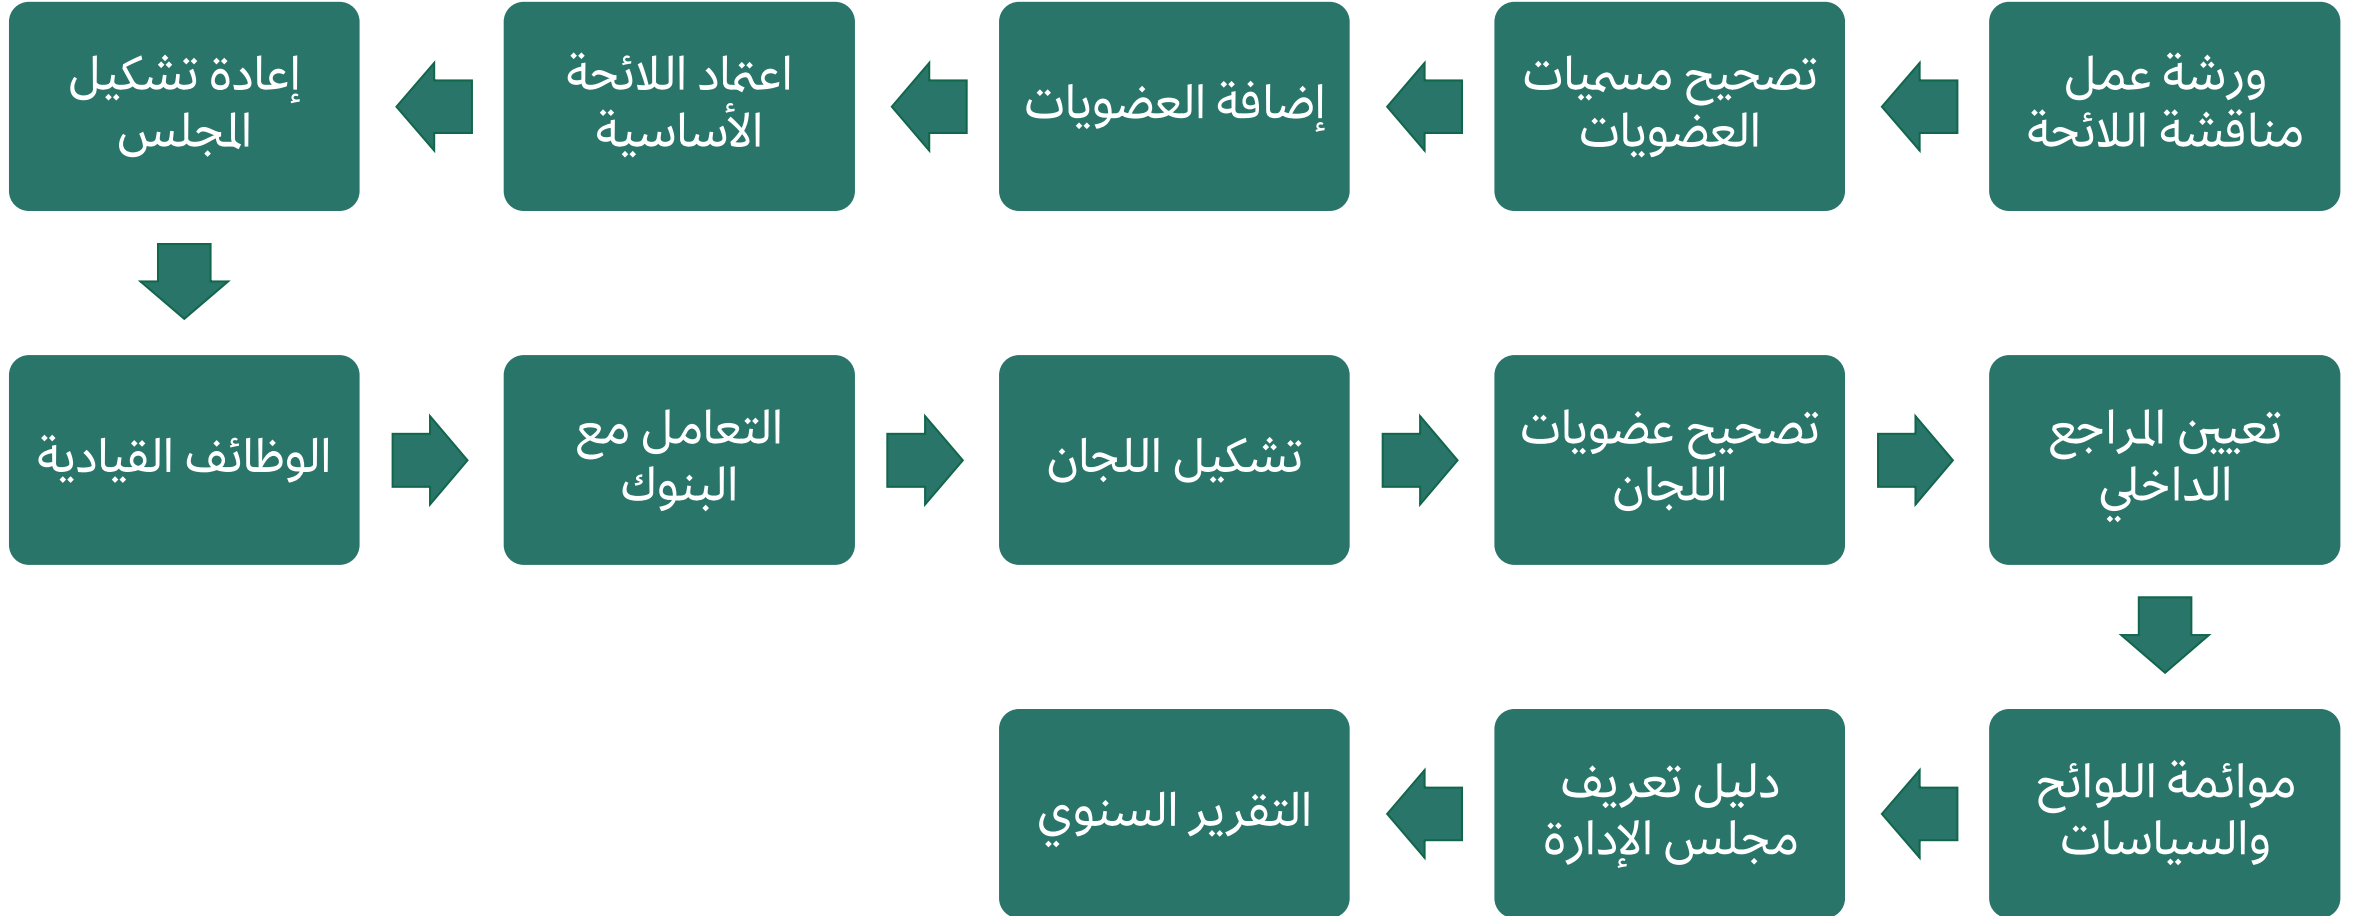 ورشة عمل
مناقشة اللائحة
تصحيح مسميات
العضويات
إضافة العضويات
اعتماد اللائحة
الأساسية
إعادة تشكيل
المجلس
الوظائف القيادية
التعامل مع
البنوك
تشكيل اللجان
تصحيح عضويات
اللجان
تعيين المراجع
الداخلي
موائمة اللوائح
والسياسات
دليل تعريف
مجلس الإدارة
التقرير السنوي